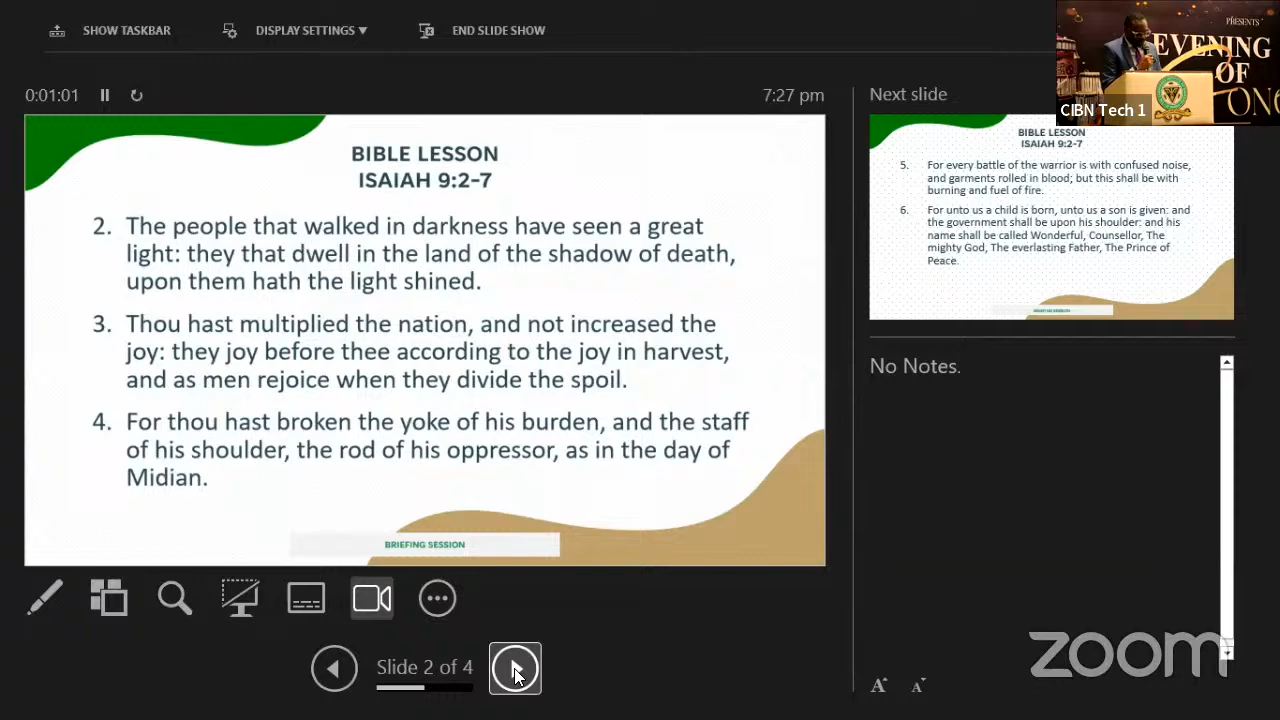 SHOW TASKBAR
DISPLAY SETTINGS ▼
END SLIDE SHOW
PRESENTS
EVENING
OF
CIBN Tech 1
0:01:01
7:27 pm
Next slide
BIBLE LESSON
ISAIAH 9:2-7
2. The people that walked in darkness have seen a great
light: they that dwell in the land of the shadow of death,
upon them hath the light shined.
3. Thou hast multiplied the nation, and not increased the
joy: they joy before thee according to the joy in harvest,
and as men rejoice when they divide the spoil.
4. For thou hast broken the yoke of his burden, and the staff
of his shoulder, the rod of his oppressor, as in the day of
Midian.
BRIEFING SESSION
BIBLE LESSON
ISAIAH 9:2-7
5. For every battle of the warrior is with confused noise,
and garments rolled in blood; but this shall be with
burning and fuel of fire.
6. For unto us a child is born, unto us a son is given: and
the government shall be upon his shoulder: and his
name shall be called Wonderful, Counsellor, The
mighty God, The everlasting Father, The Prince of
Peace.
No Notes.
Slide 2 of 4
A A
zoom